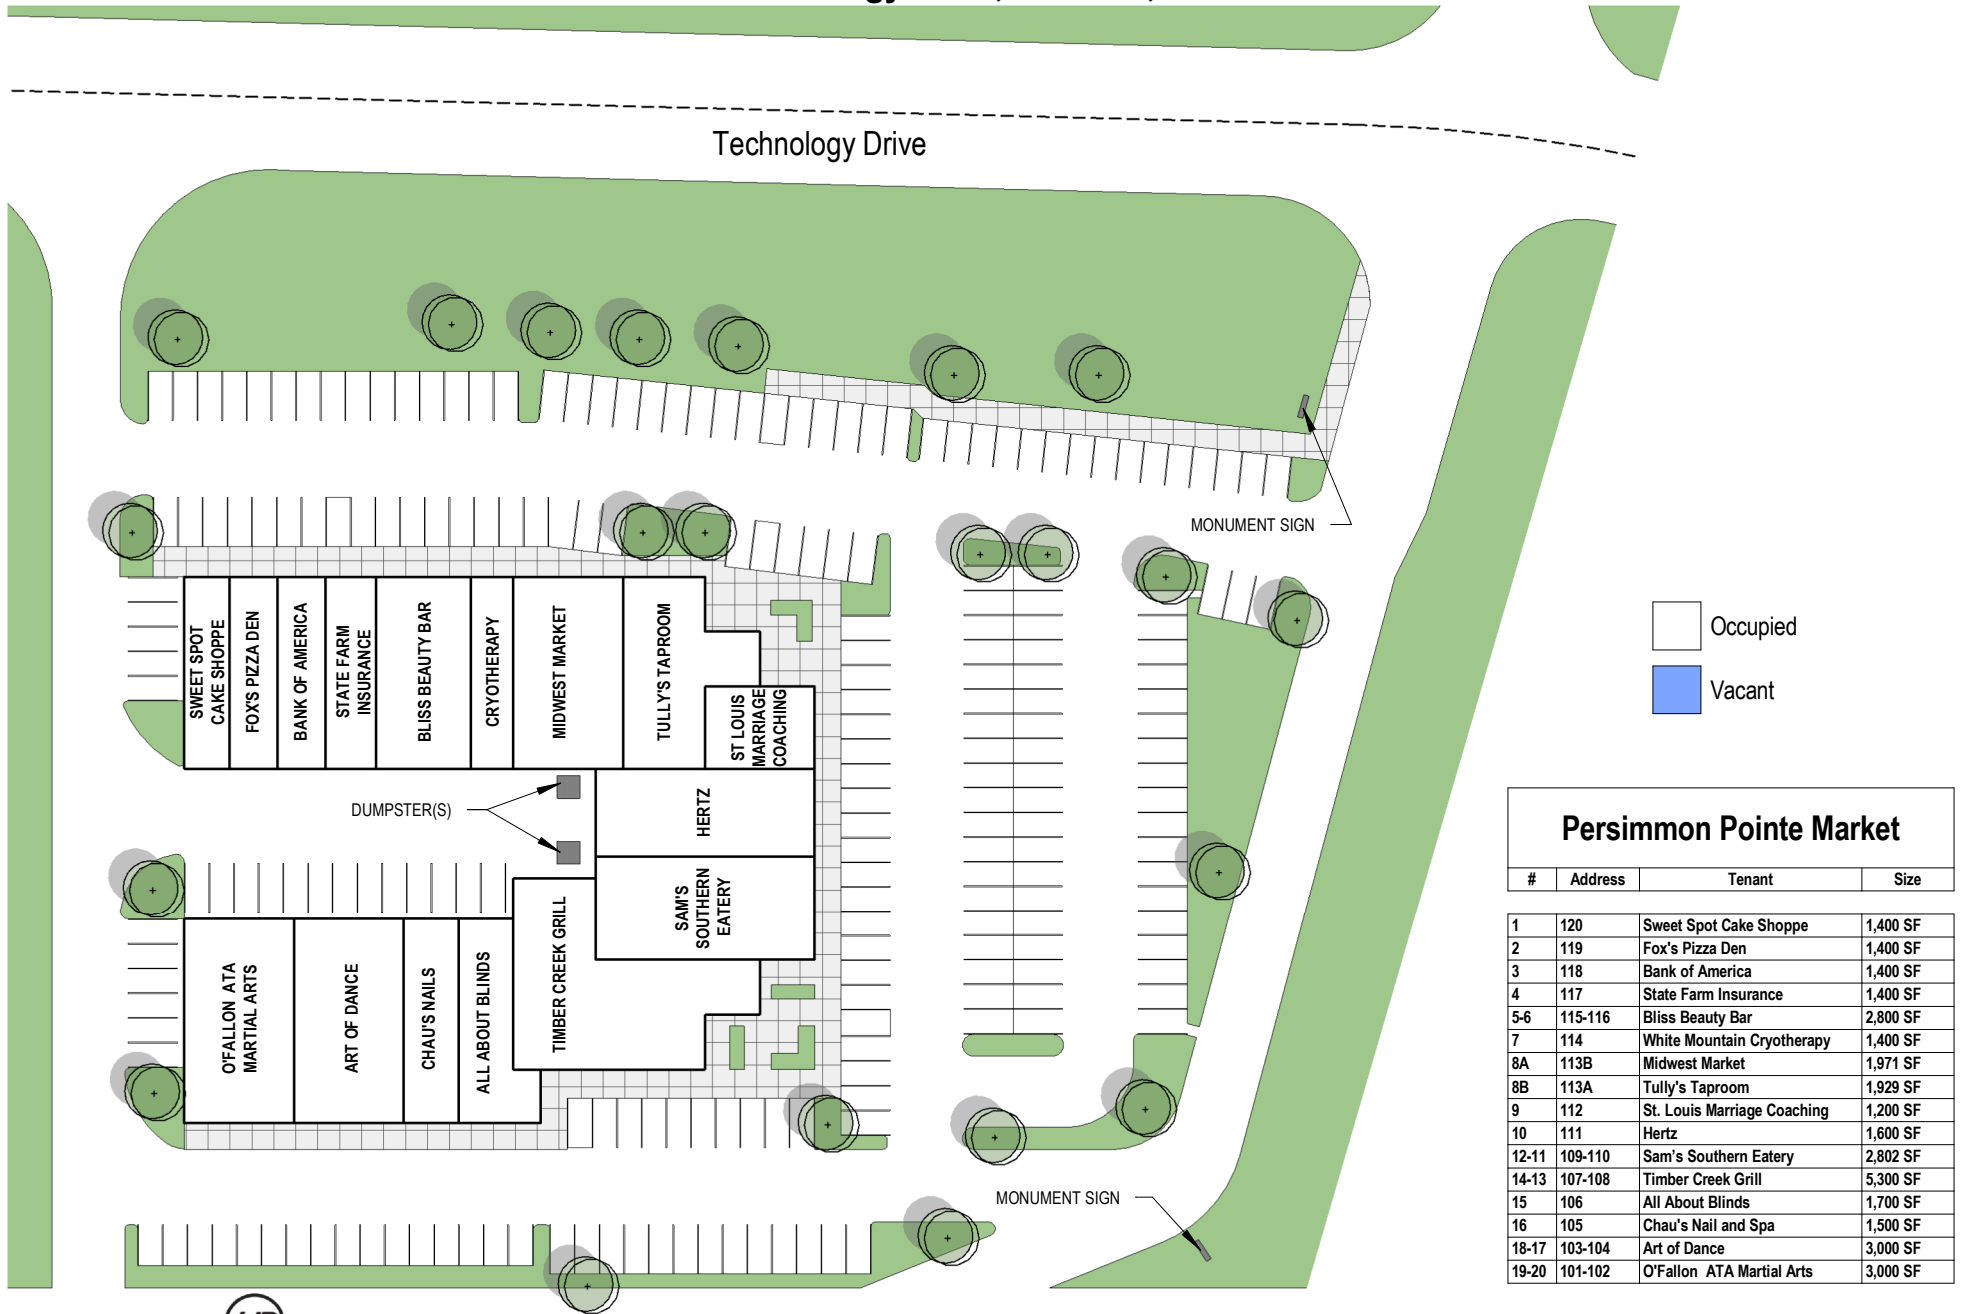 Technology Drive
MONUMENT SIGN
SWEET SPOT
CAKE SHOPPE
FOX'S PIZZA DEN
BANK OF AMERICA
STATE FARM
INSURANCE
BLISS BEAUTY BAR
CRYOTHERAPY
MIDWEST MARKET
TULLY'S TAPROOM
ST LOUIS
MARRIAGE
COACHING
Occupied
Vacant
DUMPSTER(S)
HERTZ
SAM'S
SOUTHERN
EATERY
TIMBER CREEK GRILL
O'FALLON ATA
MARTIAL ARTS
ART OF DANCE
CHAU'S NAILS
ALL ABOUT BLINDS
MONUMENT SIGN
Persimmon Pointe Market
# Address Tenant Size
1 120 Sweet Spot Cake Shoppe 1,400 SF
2 119 Fox's Pizza Den 1,400 SF
3 118 Bank of America 1,400 SF
4 117 State Farm Insurance 1,400 SF
5-6 115-116 Bliss Beauty Bar 2,800 SF
7 114 White Mountain Cryotherapy 1,400 SF
8A 113B Midwest Market 1,971 SF
8B 113A Tully's Taproom 1,929 SF
9 112 St. Louis Marriage Coaching 1,200 SF
10 111 Hertz 1,600 SF
12-11 109-110 Sam's Southern Eatery 2,802 SF
14-13 107-108 Timber Creek Grill 5,300 SF
15 106 All About Blinds 1,700 SF
16 105 Chau's Nail and Spa 1,500 SF
18-17 103-104 Art of Dance 3,000 SF
19-20 101-102 O'Fallon ATA Martial Arts 3,000 SF